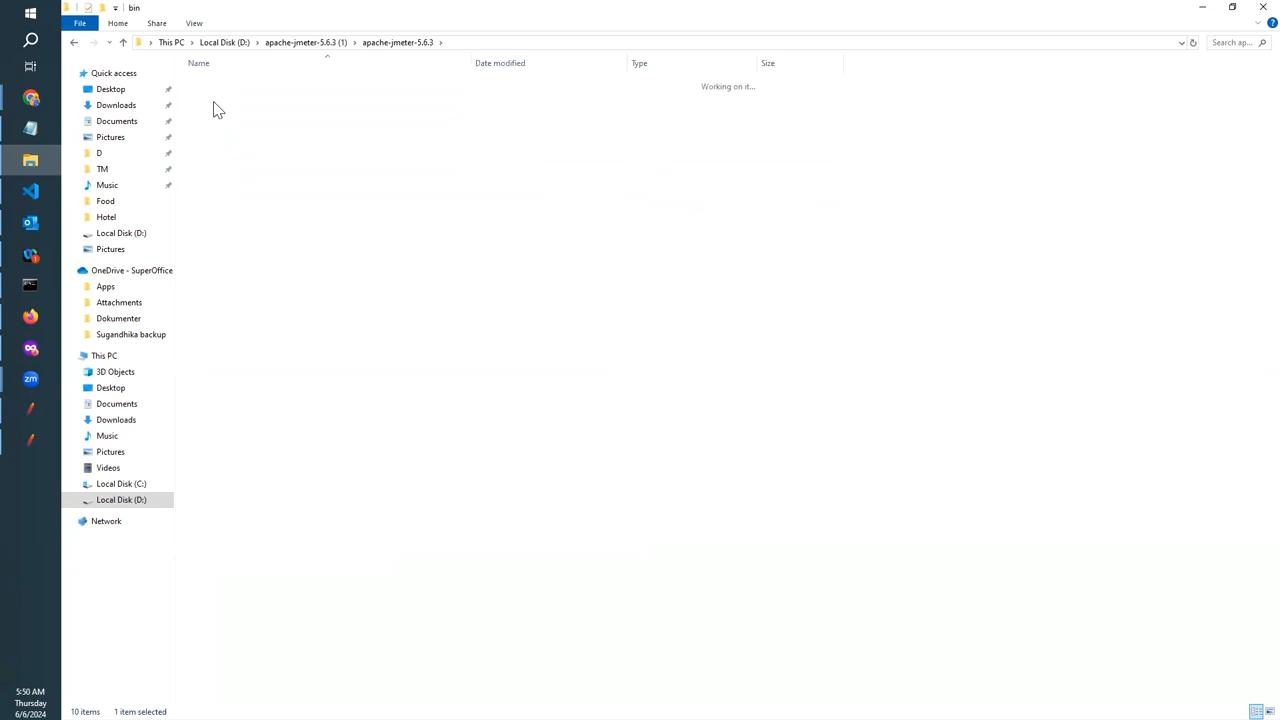 bin
File
Home
Share
View
This PC
Local Disk (D:)
apache-jmeter-5.6.3 (1)
apache-jmeter-5.6.3
Search ap...
Name
Date modified
Type
Size
Working on it...
Quick access
Desktop
Downloads
Documents
Pictures
D
TM
Music
Food
Hotel
Local Disk (D:)
Pictures
OneDrive - SuperOffice
Apps
Attachments
Dokumenter
Sugandhika backup
This PC
3D Objects
Desktop
Documents
Downloads
Music
Pictures
Videos
Local Disk (C:)
Local Disk (D:)
Network
zm
5:50 AM
Thursday
6/6/2024
10 items
1 item selected